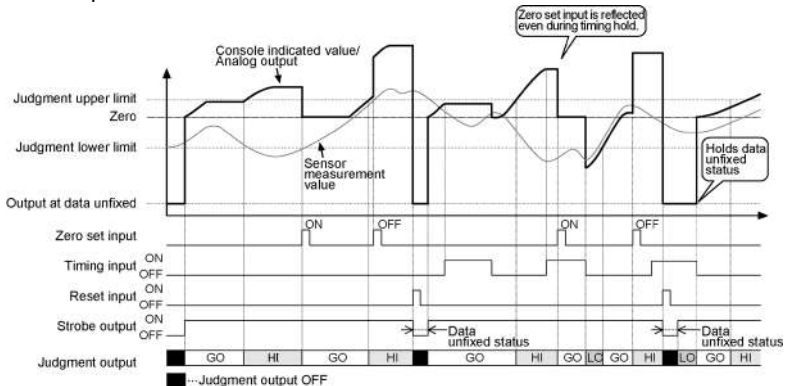 Zero set input is reflected
even during timing hold.
Console indicated value/
Analog output
Judgment upper limit
Zero
Judgment lower limit
Sensor
measurement
value
Holds data
unfixed
status
Output at data unfixed
ON OFF ON OFF
Zero set input
Timing input ON
OFF
Reset input ON
OFF
Strobe output ON
OFF
Data
unfixed status
Data
unfixed status
Judgment output GO HI GO HI GO HI GO LO GO HI LO GO HI
···Judgment output OFF